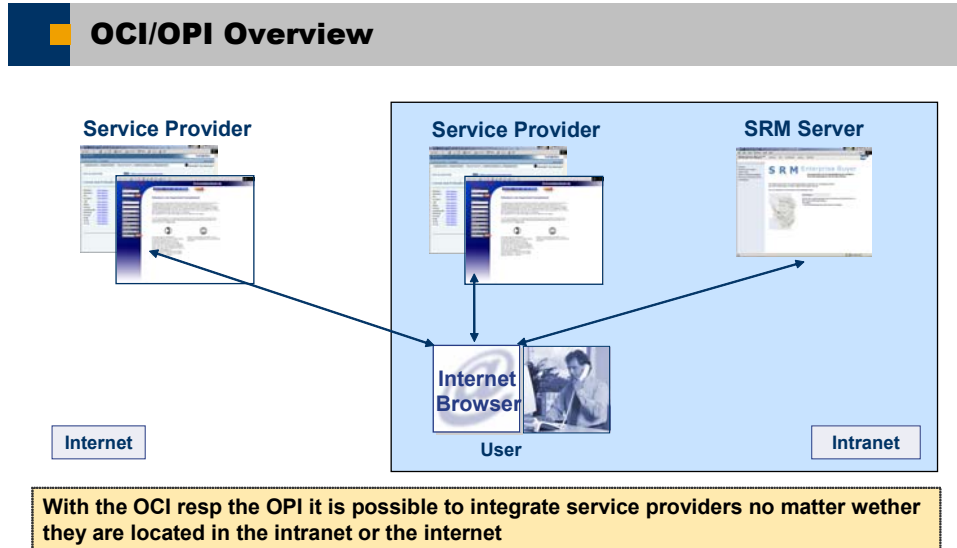 OCI/OPI Overview
Service Provider
Service Provider
SRM Server
SRM Enterprise Buyer
Internet
Browser
User
Internet
Intranet
With the OCI resp the OPI it is possible to integrate service providers no matter wether
they are located in the intranet or the internet